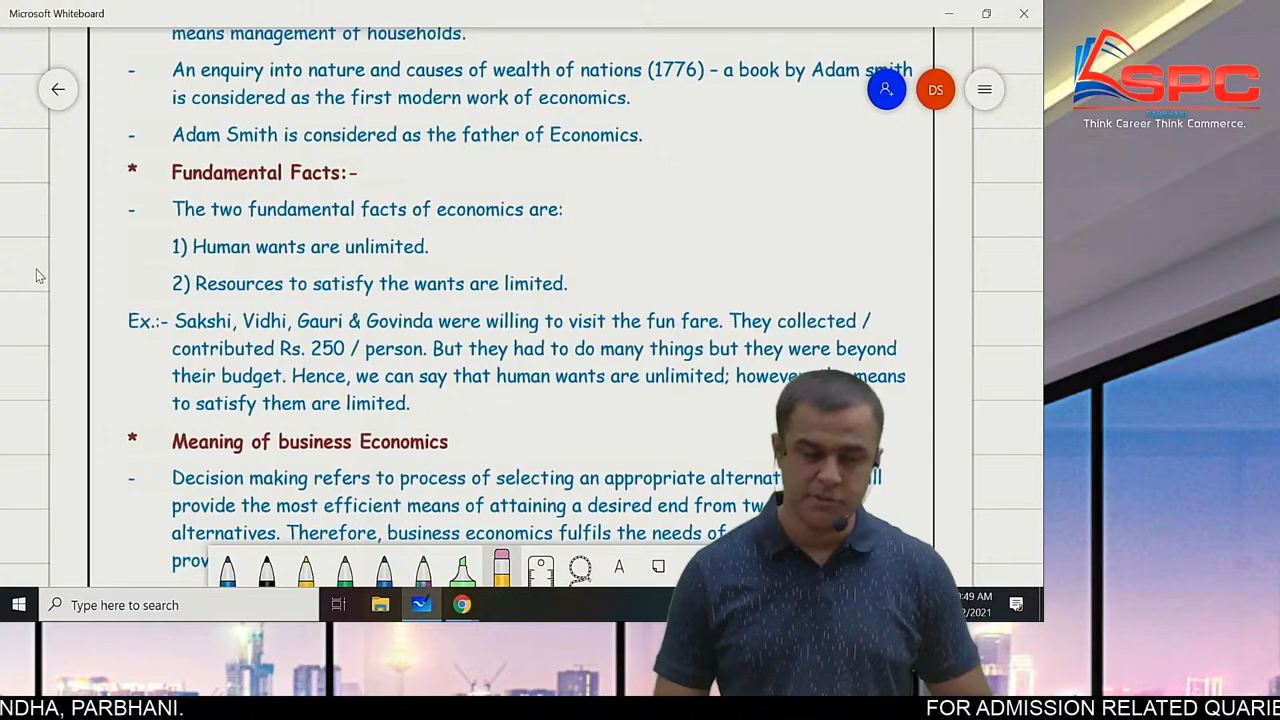 Microsoft Whiteboard
means management of households.
- An enquiry into nature and causes of wealth of nations (1776) – a book by Adam smith
is considered as the first modern work of economics.
- Adam Smith is considered as the father of Economics.
* Fundamental Facts:-
- The two fundamental facts of economics are:
1) Human wants are unlimited.
2) Resources to satisfy the wants are limited.
Ex.:- Sakshi, Vidhi, Gauri & Govinda were willing to visit the fun fare. They collected /
contributed Rs. 250 / person. But they had to do many things but they were beyond
their budget. Hence, we can say that human wants are unlimited; means
to satisfy them are limited.
* Meaning of business Economics
- Decision making refers to process of selecting an appropriate
provide the most efficient means of attaining a desired end from
alternatives. Therefore, business economics fulfils the needs of
DS
A
Type here to search
:49 AM
/2021
SPC
PARBHANI
Think Career Think Commerce.
NDHA, PARBHANI.
FOR ADMISSION RELATED QUARIE